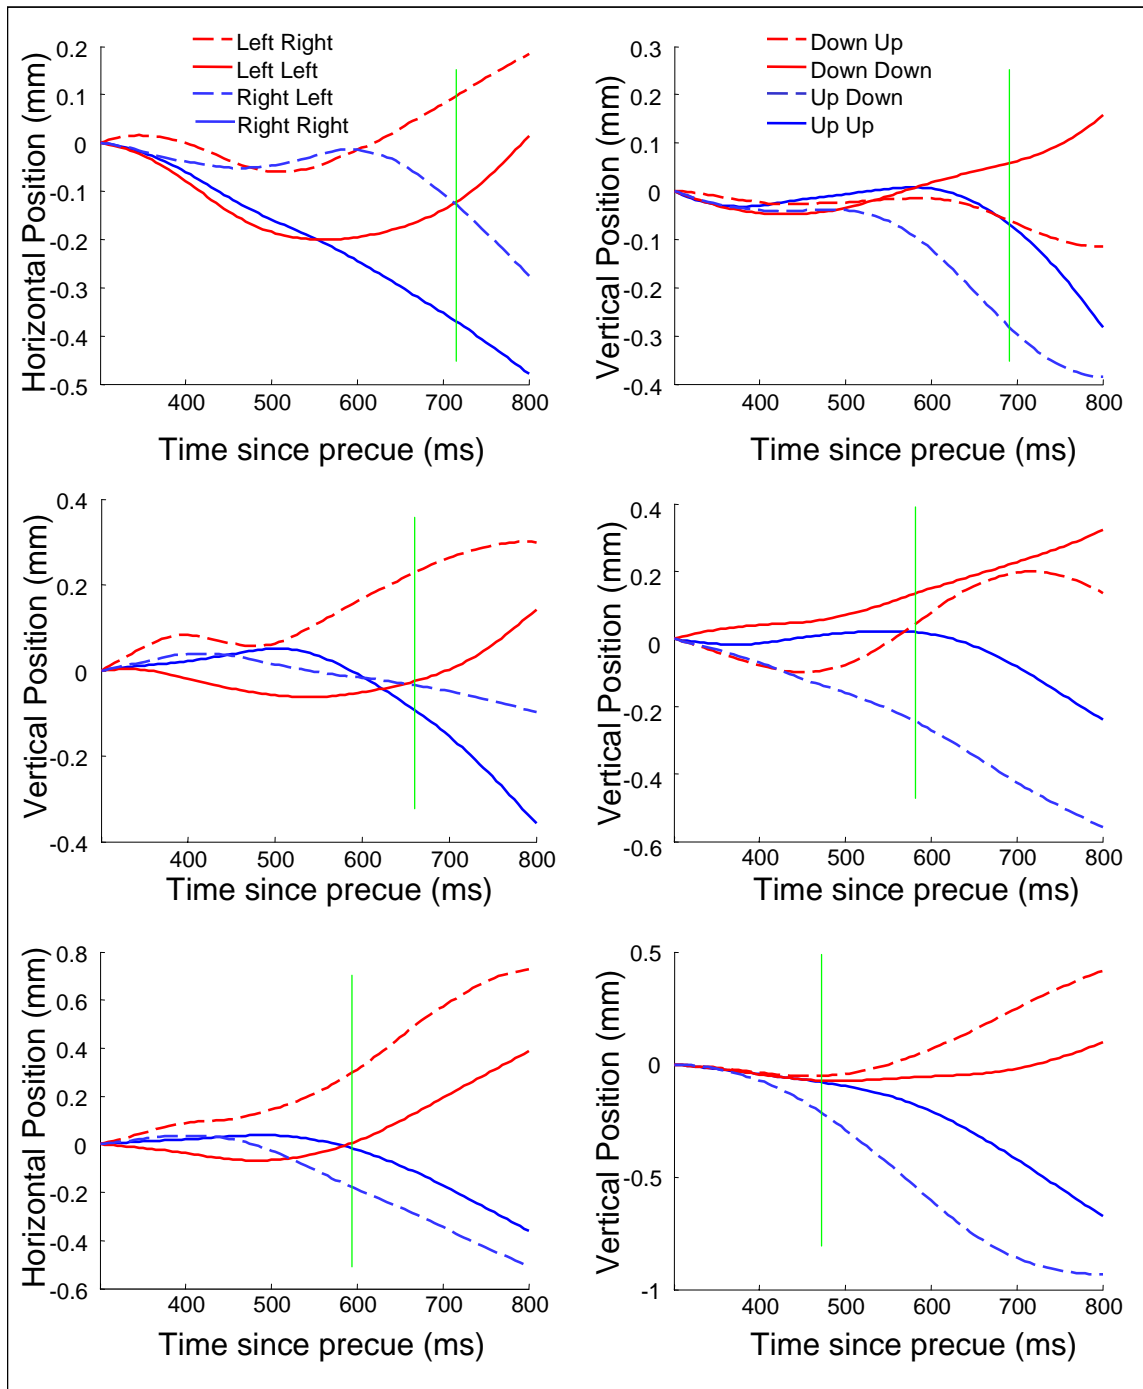 Left Right
Left Left
Right Left
Right Right
Horizontal Position (mm)
0.2
0.1
0
-0.1
-0.2
-0.3
-0.4
-0.5
400 500 600 700 800
Time since precue (ms)
Down Up
Down Down
Up Down
Up Up
Vertical Position (mm)
0.3
0.2
0.1
0
-0.1
0.2
-0.3
-0.4
400 500 600 700 800
Time since precue (ms)
Vertical Position (mm)
0.4
0.2
0
-0.2
-0.4
400 500 600 700 800
Time since precue (ms)
Vertical Position (mm)
0.4
0.2
0
-0.2
-0.4
-0.6
400 500 600 700 800
Time since precue (ms)
Horizontal Position (mm)
0.8
0.6
0.4
0.2
0
-0.2
-0.4
-0.6
400 500 600 700 800
Time since precue (ms)
Vertical Position (mm)
0.5
0
-0.5
-1
400 500 600 700 800
Time since precue (ms)